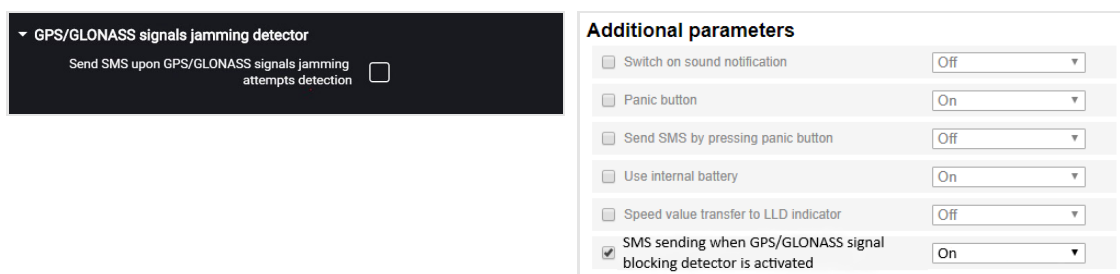 GPS/GLONASS signals jamming detector
Send SMS upon GPS/GLONASS signals jamming
attempts detection
Additional parameters
Switch on sound notification Off
Panic button On
Send SMS by pressing panic button Off
Use internal battery On
Speed value transfer to LLD indicator Off
SMS sending when GPS/GLONASS signal
blocking detector is activated On